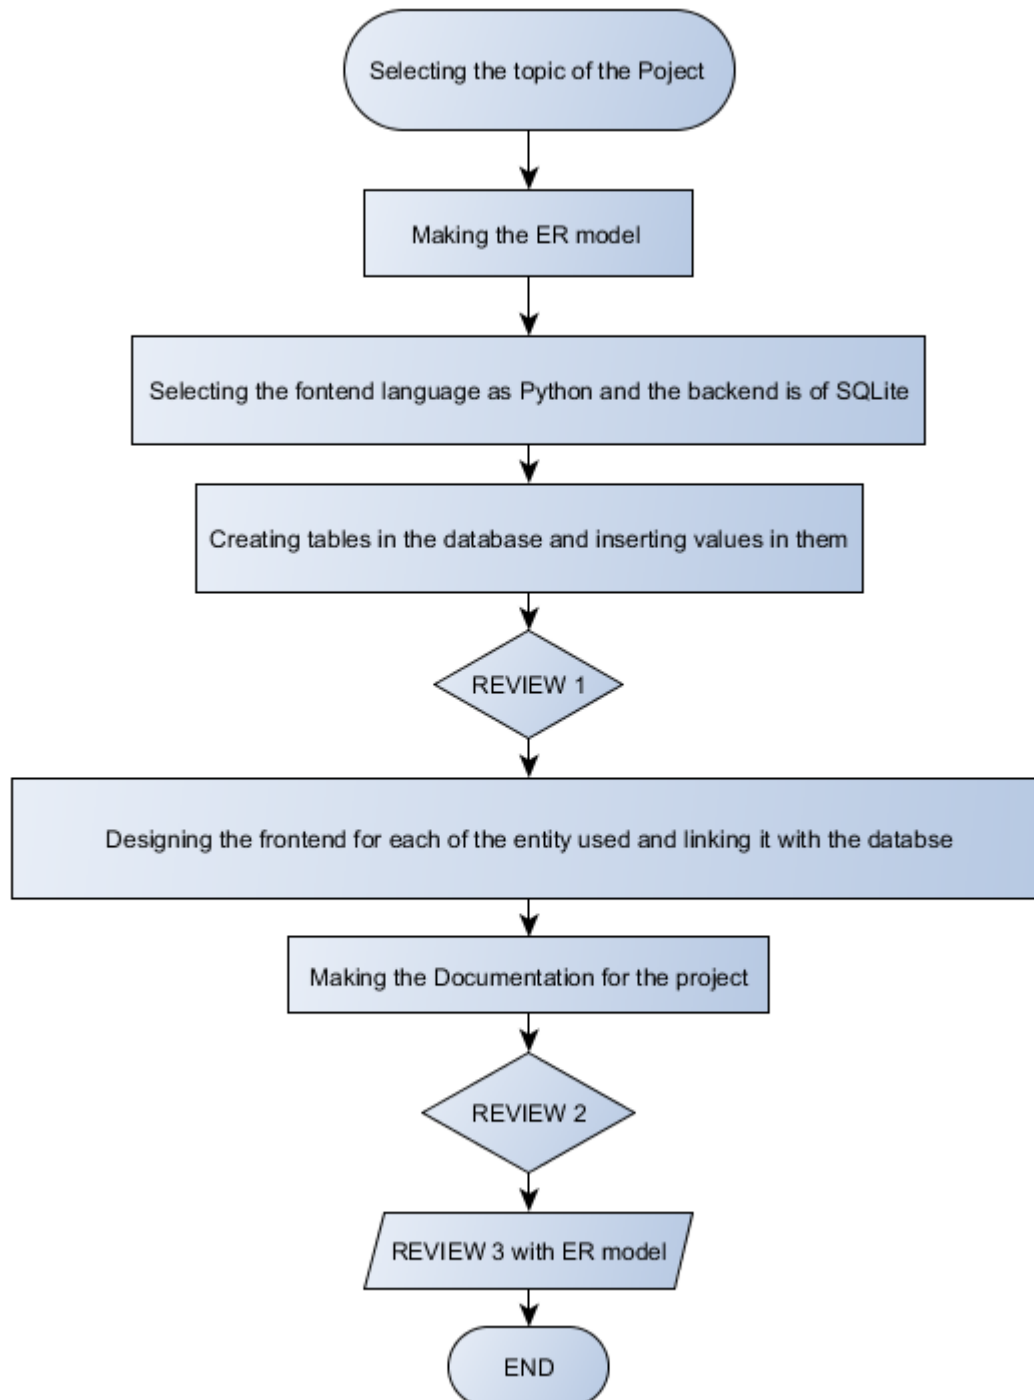 Selecting the topic of the Poject
Making the ER model
Selecting the fontend language as Python and the backend is of SQLite
Creating tables in the database and inserting values in them
REVIEW 1
Designing the frontend for each of the entity used and linking it with the databse
Making the Documentation for the project
REVIEW 2
REVIEW 3 with ER model
END